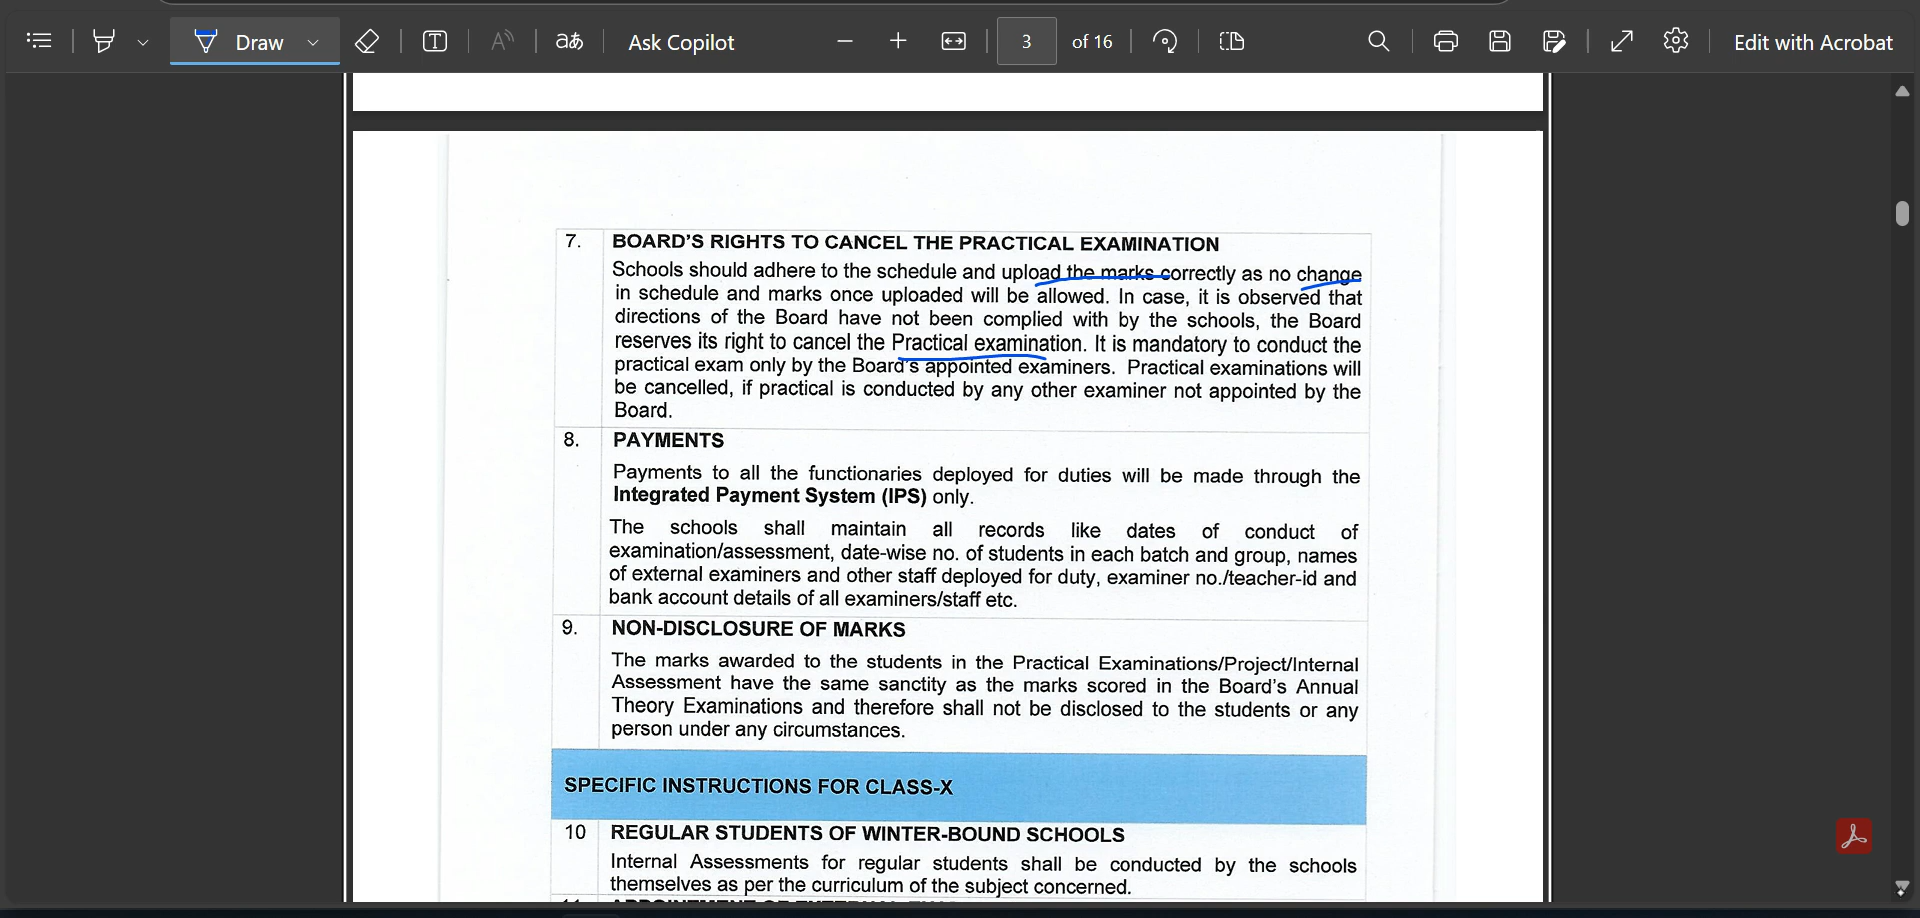 Draw
Ask Copilot
3 of 16
Edit with Acrobat
7. BOARD'S RIGHTS TO CANCEL THE PRACTICAL EXAMINATION
Schools should adhere to the schedule and upload the marks correctly as no change
in schedule and marks once uploaded will be allowed. In case, it is observed that
directions of the Board have not been complied with by the schools, the Board
reserves its right to cancel the Practical examination. It is mandatory to conduct the
practical exam only by the Board's appointed examiners. Practical examinations will
be cancelled, if practical is conducted by any other examiner not appointed by the
Board.
8. PAYMENTS
Payments to all the functionaries deployed for duties will be made through the
Integrated Payment System (IPS) only.
The schools shall maintain all records like dates of conduct of
examination/assessment, date-wise no. of students in each batch and group, names
of external examiners and other staff deployed for duty, examiner no./teacher-id and
bank account details of all examiners/staff etc.
9. NON-DISCLOSURE OF MARKS
The marks awarded to the students in the Practical Examinations/Project/Internal
Assessment have the same sanctity as the marks scored in the Board's Annual
Theory Examinations and therefore shall not be disclosed to the students or any
person under any circumstances.
SPECIFIC INSTRUCTIONS FOR CLASS-X
10 REGULAR STUDENTS OF WINTER-BOUND SCHOOLS
Internal Assessments for regular students shall be conducted by the schools
themselves as per the curriculum of the subject concerned.